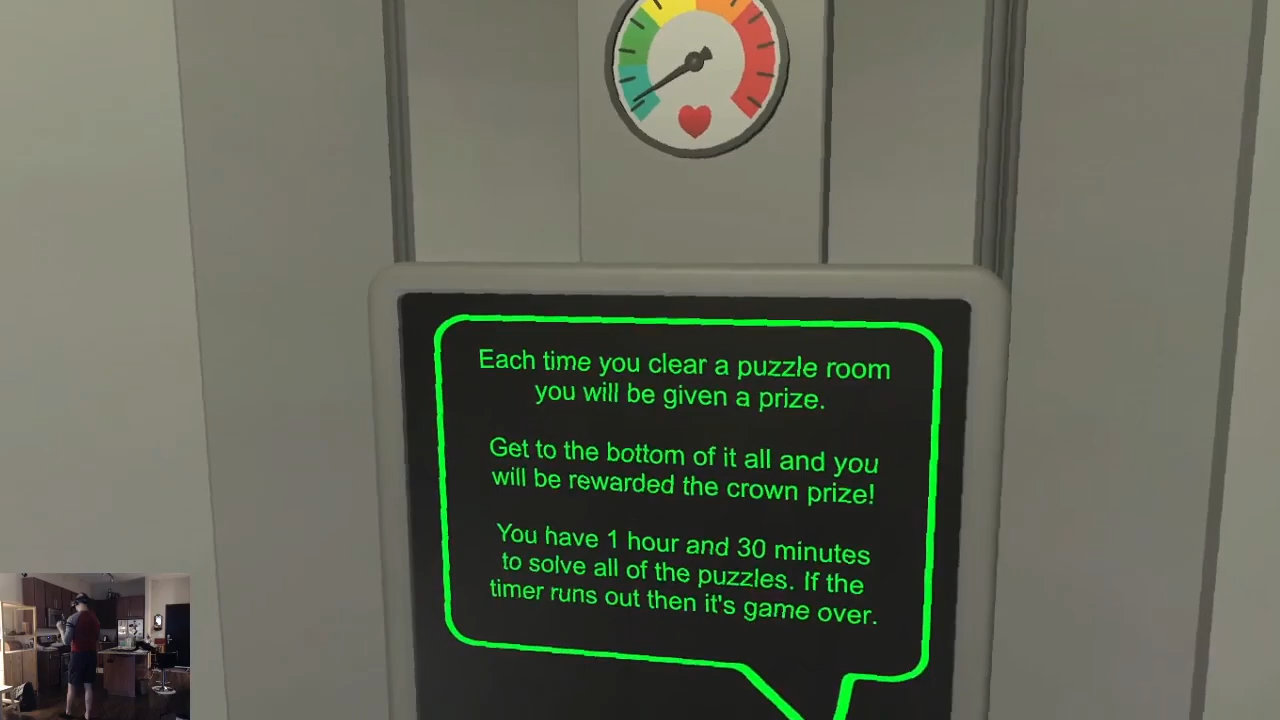 Each time you clear a puzzle room
you will be given a prize.
Get to the bottom of it all and you
will be rewarded the crown prize!
You have 1 hour and 30 minutes
to solve all of the puzzles. If the
timer runs out then it's game over.